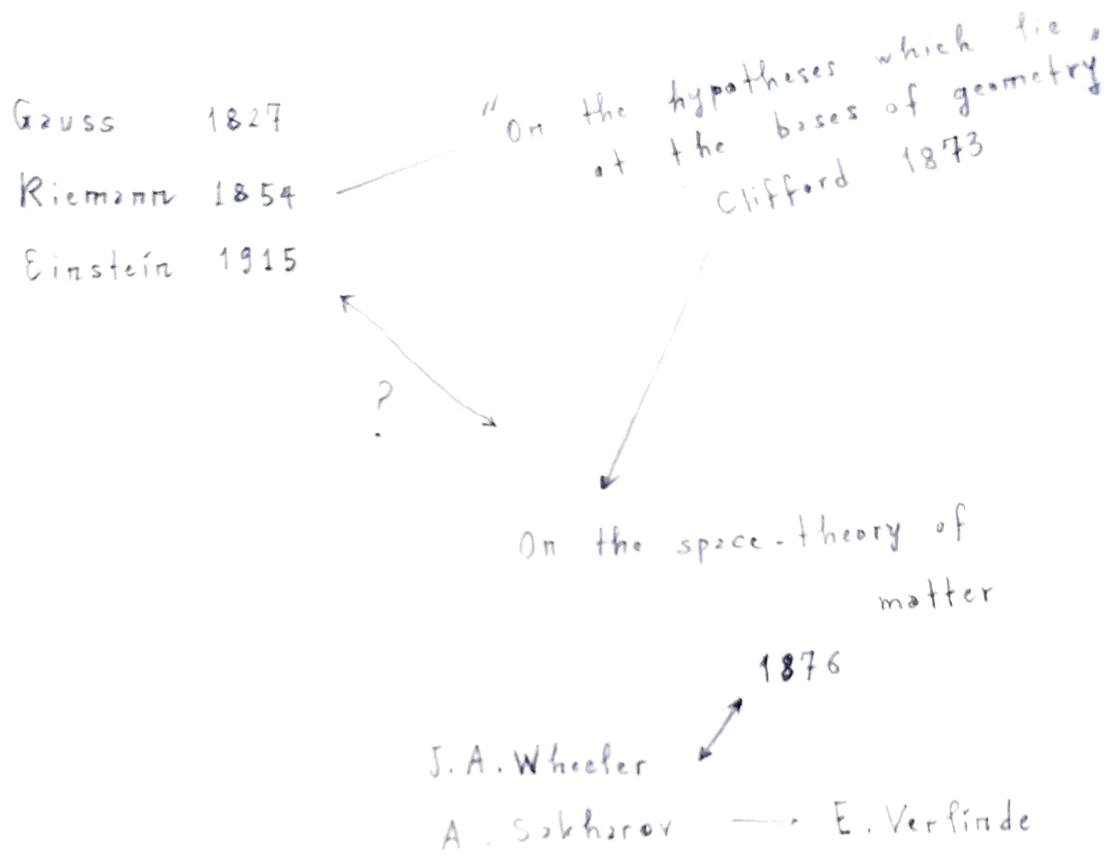 Gauss 1827
Riemann 1854
Einstein 1915
"On the hypotheses which lie
at the bases of geometry"
Clifford 1873
?
On the space-theory of
matter
1876
J. A. Wheeler
A. Sakharov — E. Verlinde